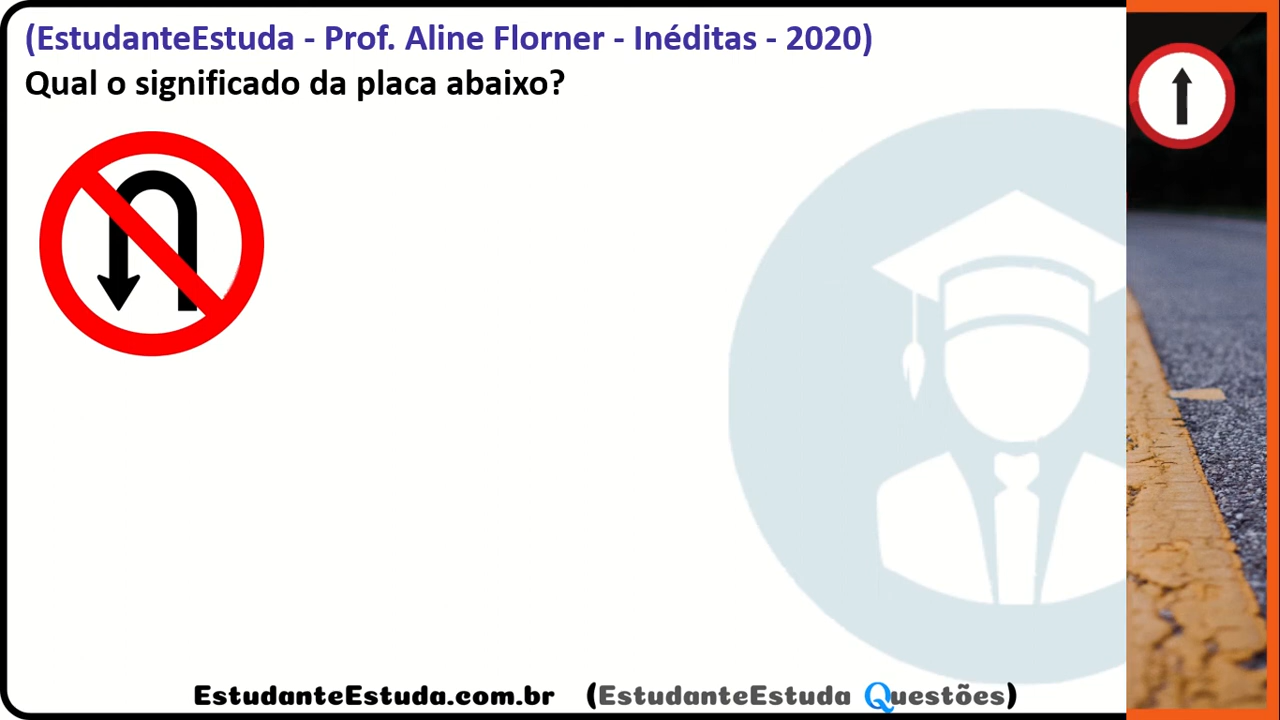 (EstudanteEstuda - Prof. Aline Florner - Inéditas - 2020)
Qual o significado da placa abaixo?
EstudanteEstuda.com.br (EstudanteEstuda Questões)